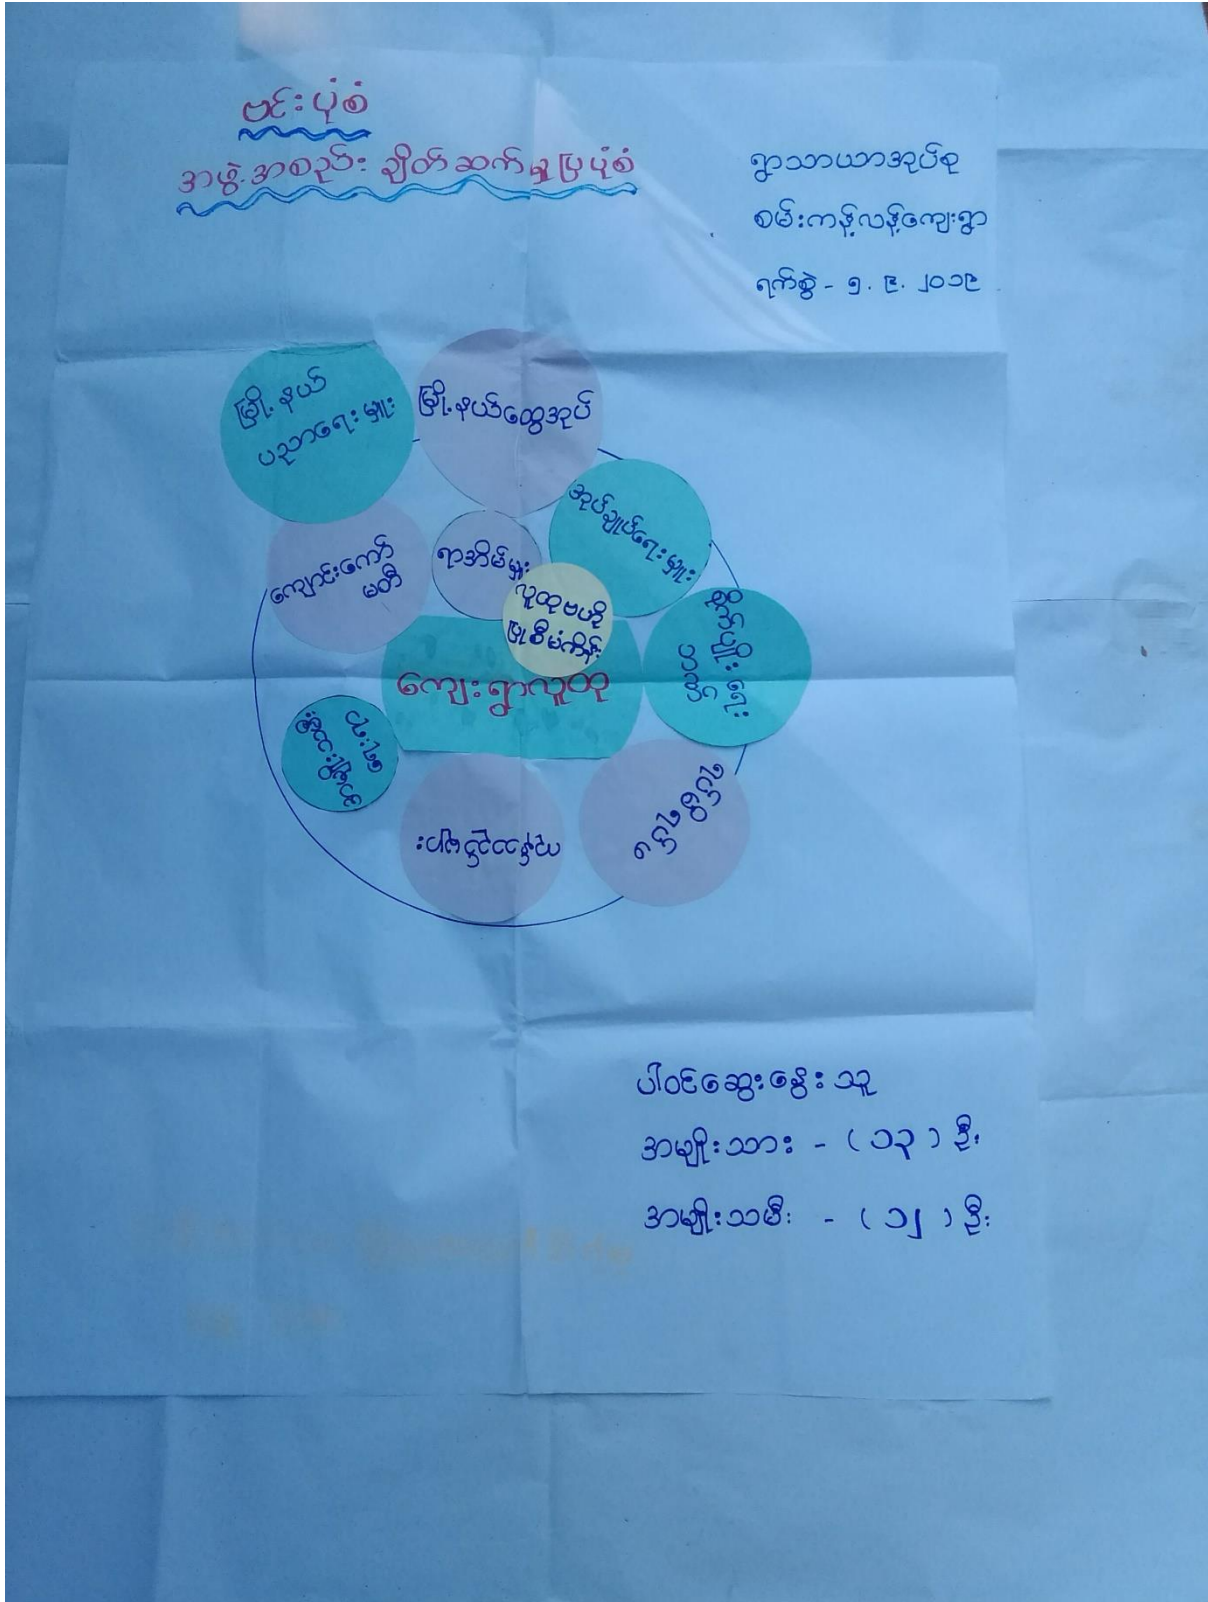 ဗင်းပုံစံ
အဖွဲ့အစည်း ချိတ်ဆက်မှုပြပုံစံ
ရွာသာယာအုပ်စု
စမ်းကန့်လန့်ကျေးရွာ
ရက်စွဲ - ၅. ၉. ၂၀၁၉
မြို့နယ်
ပညာရေးမှူး
မြို့နယ်ထွေအုပ်
အုပ်ချုပ်ရေးမှူး
ကျောင်းကော်
မတီ
ရာအိမ်မှူး
လူထုဗဟို
ပြုစီမံကိန်း
ကျေးရွာလူထု
ပါဝင်ဆွေးနွေးသူ
အမျိုးသား - (၁၃) ဦး
အမျိုးသမီး - (၁၂) ဦး